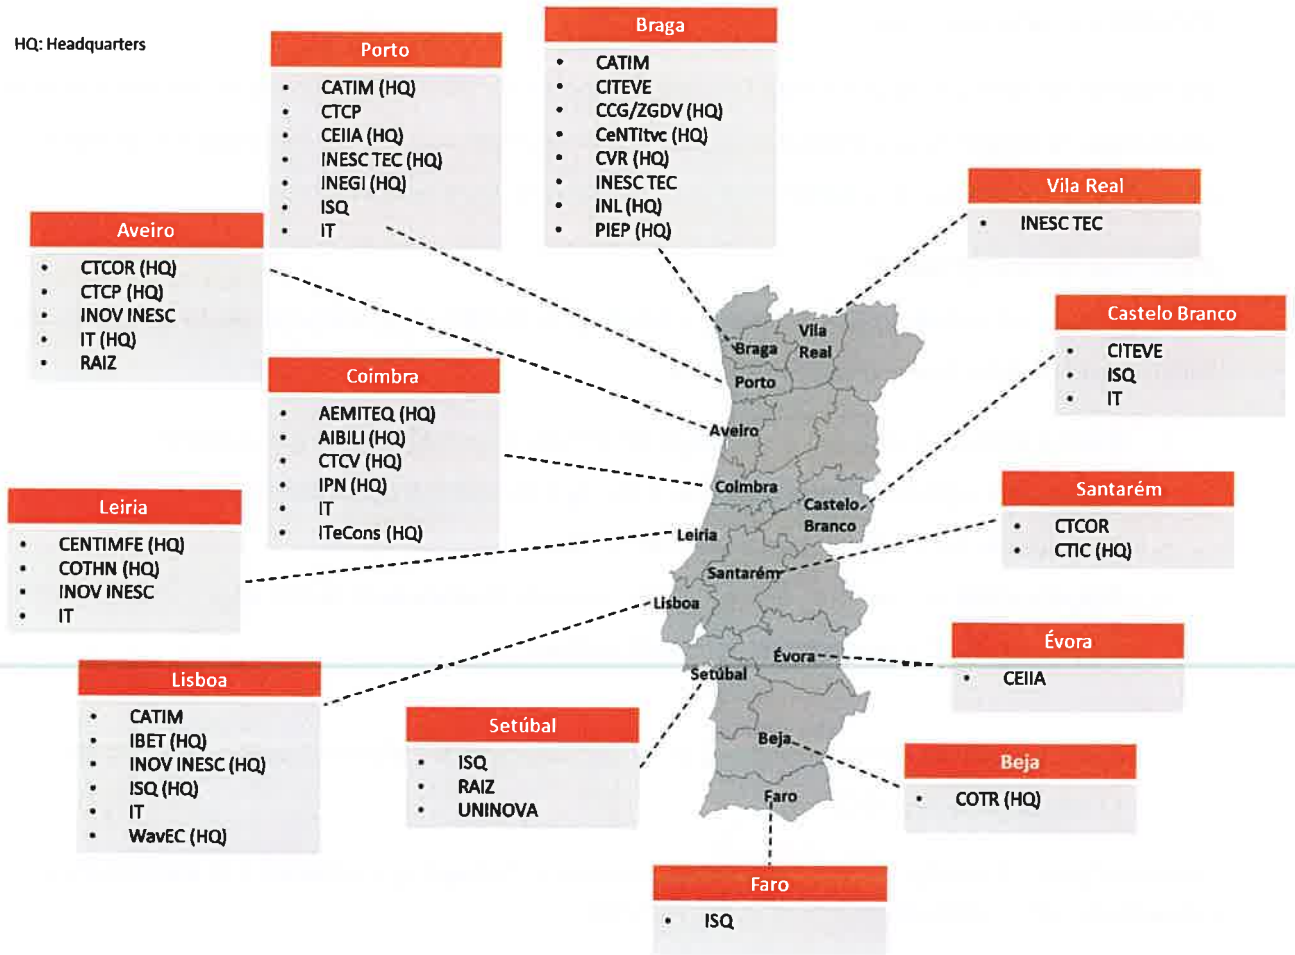 HQ: Headquarters
Porto
• CATIM (HQ)
• CTCP
• CEIIA (HQ)
• INESC TEC (HQ)
• INEGI (HQ)
• ISQ
• IT
Braga
• CATIM
• CITEVE
• CCG/ZGDV (HQ)
• CeNTItvc (HQ)
• CVR (HQ)
• INESC TEC
• INL (HQ)
• PIEP (HQ)
Vila Real
• INESC TEC
Aveiro
• CTCOR (HQ)
• CTCP (HQ)
• INOV INESC
• IT (HQ)
• RAIZ
Castelo Branco
• CITEVE
• ISQ
• IT
Coimbra
• AEMITEQ (HQ)
• AIBILI (HQ)
• CTCV (HQ)
• IPN (HQ)
• IT
• ITeCons (HQ)
Santarém
• CTCOR
• CTIC (HQ)
Leiria
• CENTIMFE (HQ)
• COTHN (HQ)
• INOV INESC
• IT
Évora
• CEIIA
Lisboa
• CATIM
• IBET (HQ)
• INOV INESC (HQ)
• ISQ (HQ)
• IT
• WavEC (HQ)
Setúbal
• ISQ
• RAIZ
• UNINOVA
Beja
• COTR (HQ)
Faro
• ISQ
Braga
Vila
Real
Porto
Aveiro
Coimbra
Castelo
Branco
Leiria
Santarém
Lisboa
Évora
Setúbal
Beja
Faro